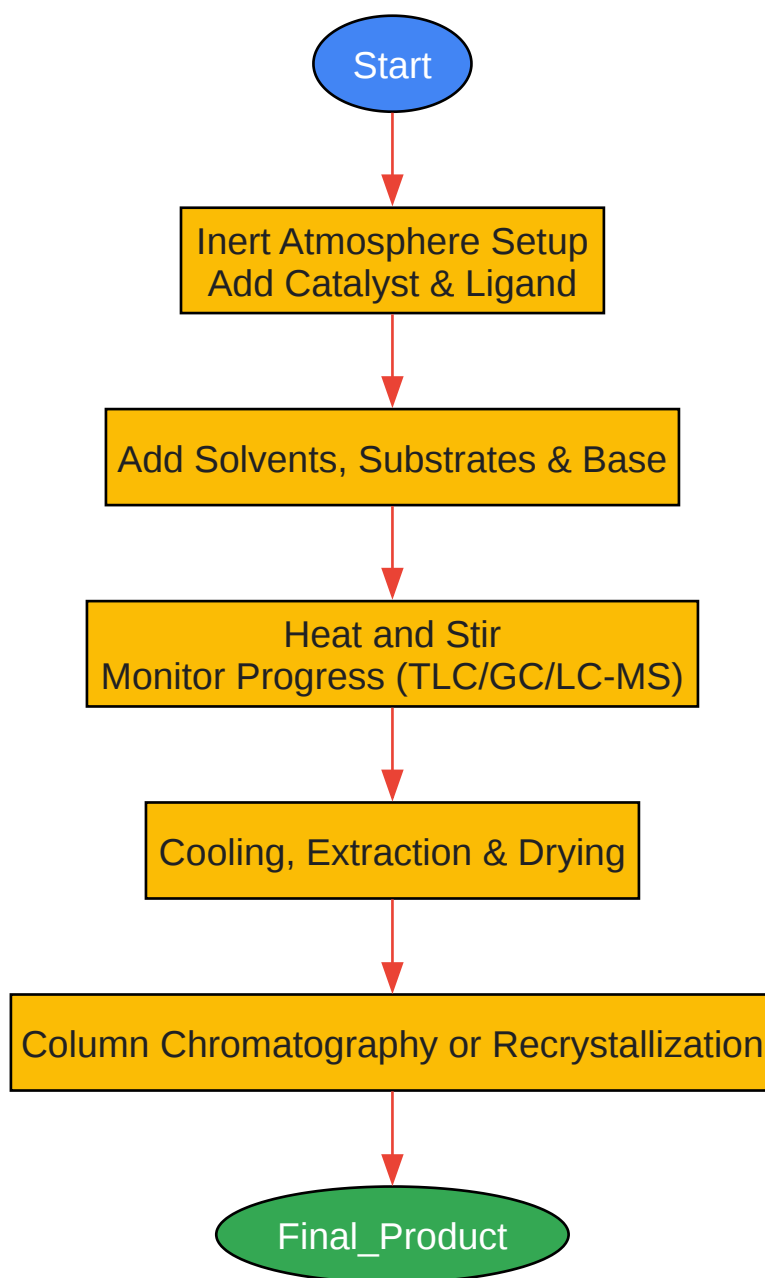 Start
Inert Atmosphere Setup
Add Catalyst & Ligand
Add Solvents, Substrates & Base
Heat and Stir
Monitor Progress (TLC/GC/LC-MS)
Cooling, Extraction & Drying
Column Chromatography or Recrystallization
Final_Product